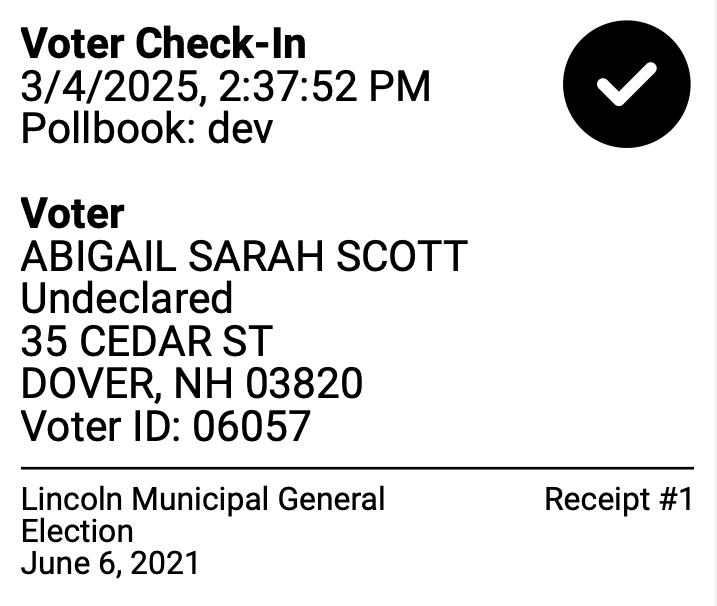 Voter Check-In
3/4/2025, 2:37:52 PM
Pollbook: dev
Voter
ABIGAIL SARAH SCOTT
Undeclared
35 CEDAR ST
DOVER, NH 03820
Voter ID: 06057
Lincoln Municipal General
Election
June 6, 2021
Receipt #1